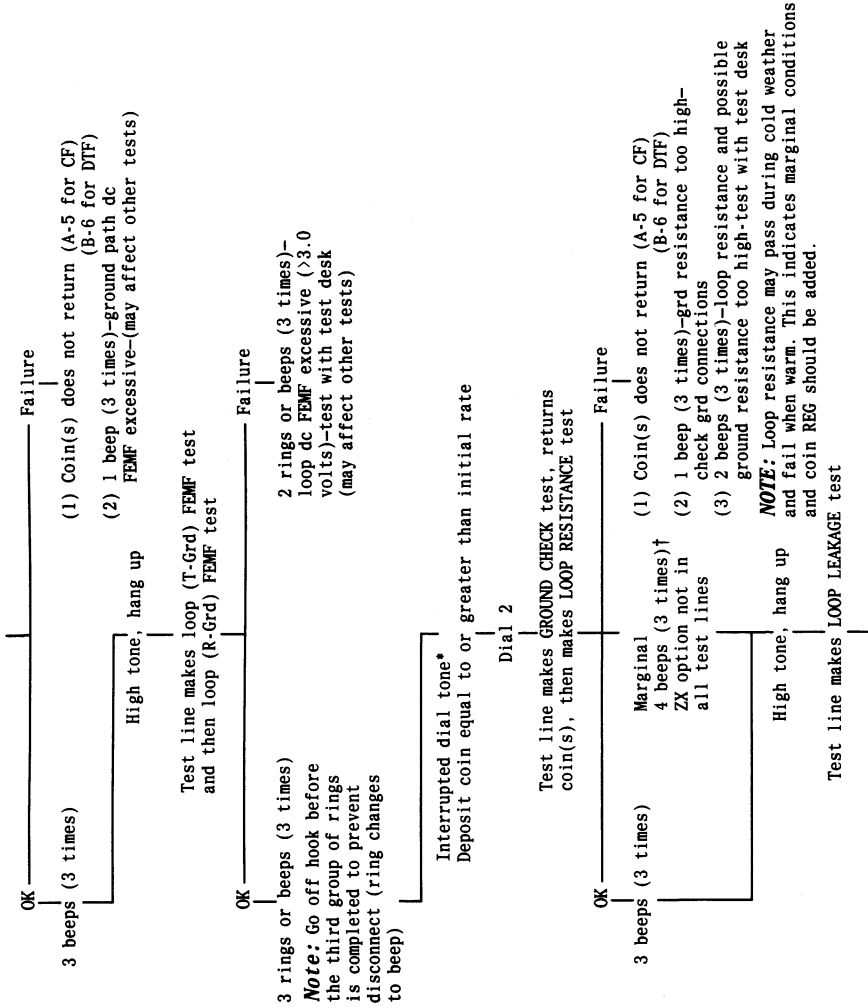 OK
Failure
3 beeps (3 times)
(1) Coin(s) does not return (A-5 for CF)
(B-6 for DTF)
(2) 1 beep (3 times)-ground path dc
FEMF excessive-(may affect other tests)
High tone, hang up
Test line makes loop (T-Grd) FEMF test
and then loop (R-Grd) FEMF test
OK
Failure
3 rings or beeps (3 times)
Note: Go off hook before
the third group of rings
is completed to prevent
disconnect (ring changes
to beep)
2 rings or beeps (3 times)-
loop dc FEMF excessive (>3.0
volts)-test with test desk
(may affect other tests)
Interrupted dial tone*
Deposit coin equal to or greater than initial rate
Dial 2
Test line makes GROUND CHECK test, returns
coin(s), then makes LOOP RESISTANCE test
OK
Failure
3 beeps (3 times)
Marginal
4 beeps (3 times)†
ZX option not in
all test lines
(1) Coin(s) does not return (A-5 for CF)
(B-6 for DTF)
(2) 1 beep (3 times)-grd resistance too high-
check grd connections
(3) 2 beeps (3 times)-loop resistance and possible
ground resistance too high-test with test desk
NOTE: Loop resistance may pass during cold weather
and fail when warm. This indicates marginal conditions
and coin REG should be added.
High tone, hang up
Test line makes LOOP LEAKAGE test